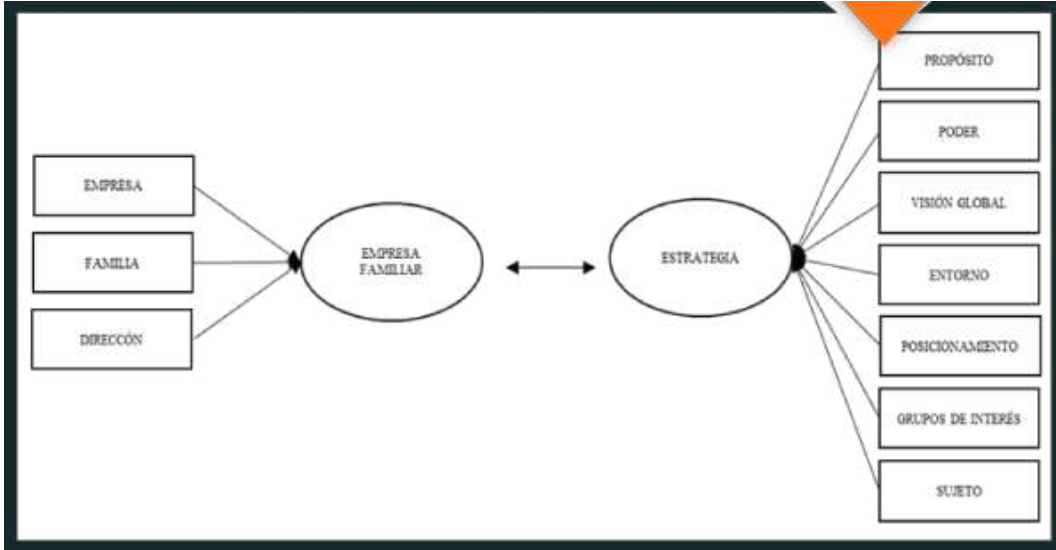 EMPRESA
FAMILIA
DIRECCÓN
EMPRESA
FAMILIAR
ESTRATEGIA
PROPÓSITO
PODER
VISIÓN GLOBAL
ENTORNO
POSICIONAMIENTO
GRUPOS DE INTERÉS
SUJETO